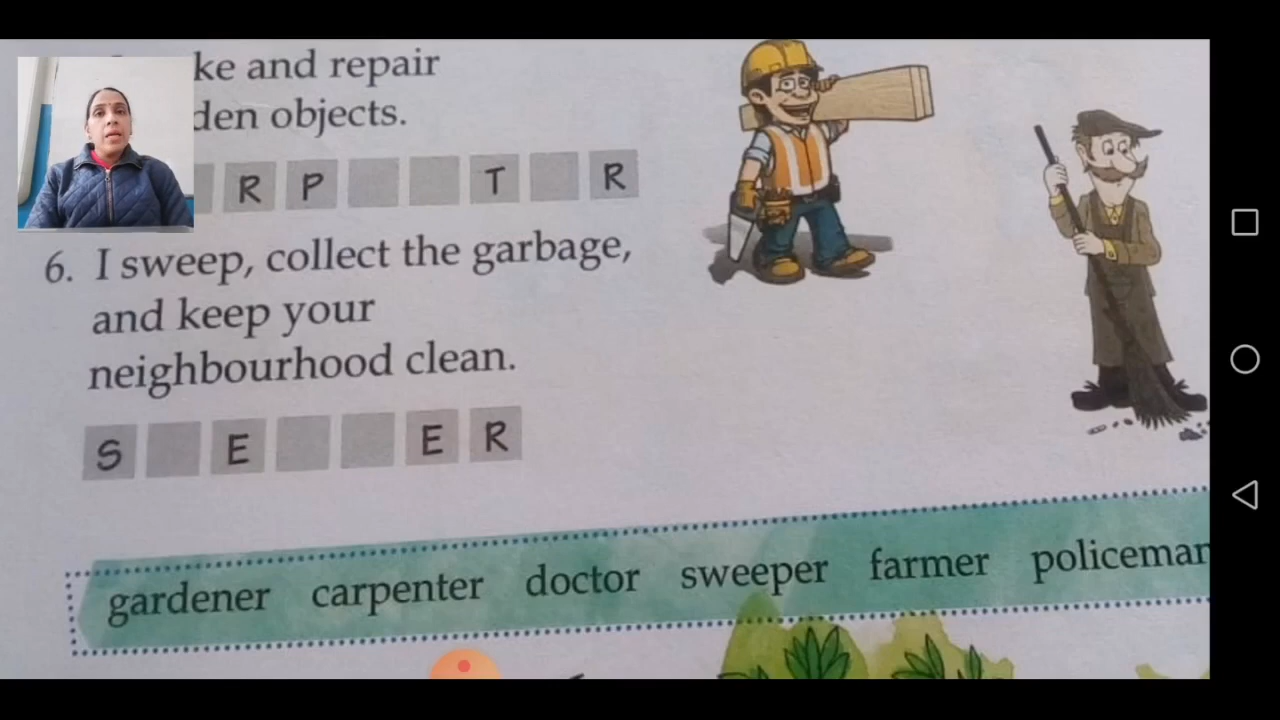 ke and repair
den objects.
R P T R
6. I sweep, collect the garbage,
and keep your
neighbourhood clean.
S E E R
gardener carpenter doctor sweeper farmer policeman